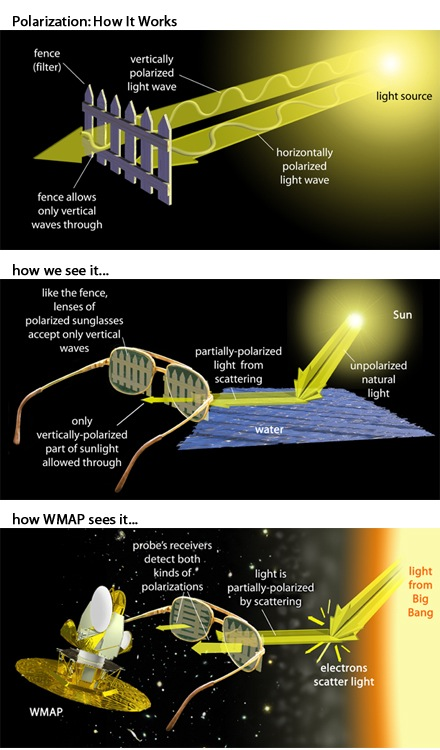 Polarization: How It Works
fence
(filter)
vertically
polarized
light wave
light source
horizontally
polarized
light wave
fence allows
only vertical
waves through
how we see it...
like the fence,
lenses of
polarized sunglasses
accept only vertical
waves
Sun
partially-polarized
light from
scattering
unpolarized
natural
light
only
vertically-polarized
part of sunlight
allowed through
water
how WMAP sees it...
probe's receivers
detect both
kinds of
polarizations
light is
partially-polarized
by scattering
light
from
Big
Bang
electrons
scatter light
WMAP